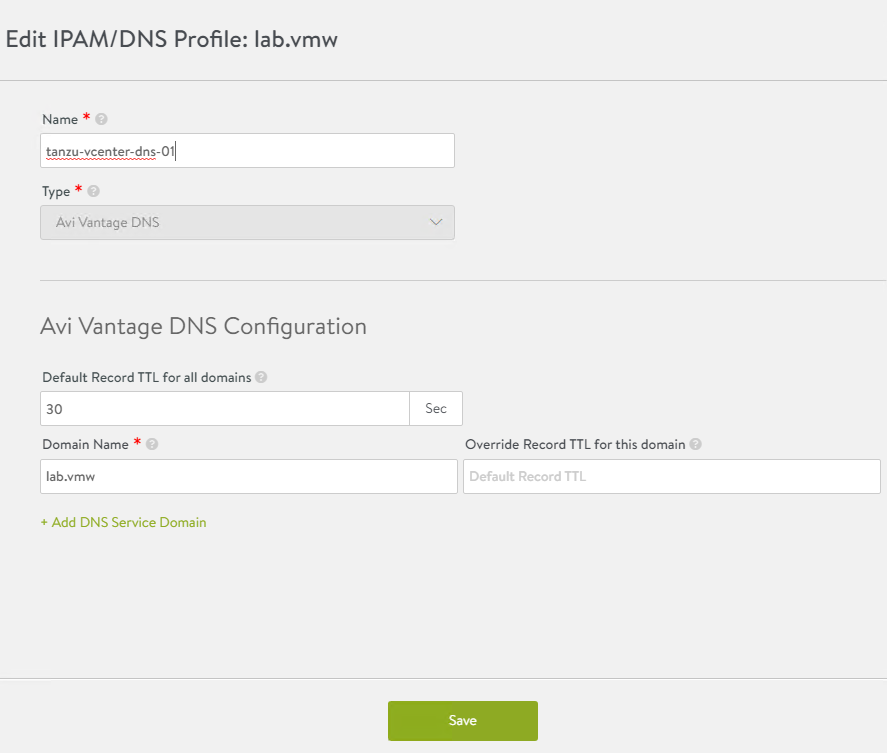 Edit IPAM/DNS Profile: lab.vmw
Name * ?
tanzu-vcenter-dns-01
Type * ?
Avi Vantage DNS
Avi Vantage DNS Configuration
Default Record TTL for all domains ?
30 Sec
Domain Name * ? Override Record TTL for this domain ?
lab.vmw Default Record TTL
+ Add DNS Service Domain
Save